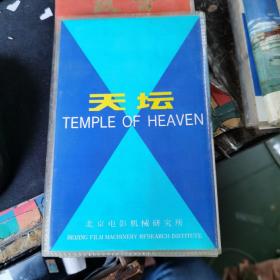 天坛
TEMPLE OF HEAVEN
北京电影机械研究所
BEIJING FILM MACHINERY RESEARCH INSTITUTE